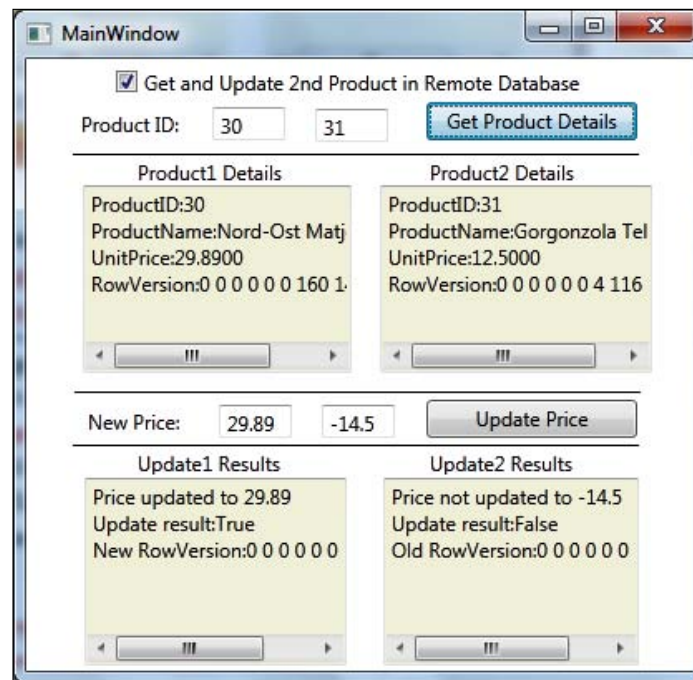 MainWindow
Get and Update 2nd Product in Remote Database
Product ID: 30 31 Get Product Details
Product1 Details Product2 Details
ProductID:30
ProductName:Nord-Ost Matj
UnitPrice:29.8900
RowVersion:0 0 0 0 0 0 160
ProductID:31
ProductName:Gorgonzola Tel
UnitPrice:12.5000
RowVersion:0 0 0 0 0 0 4 116
New Price: 29.89 -14.5 Update Price
Update1 Results Update2 Results
Price updated to 29.89
Update result:True
New RowVersion:0 0 0 0 0 0
Price not updated to -14.5
Update result:False
Old RowVersion:0 0 0 0 0 0